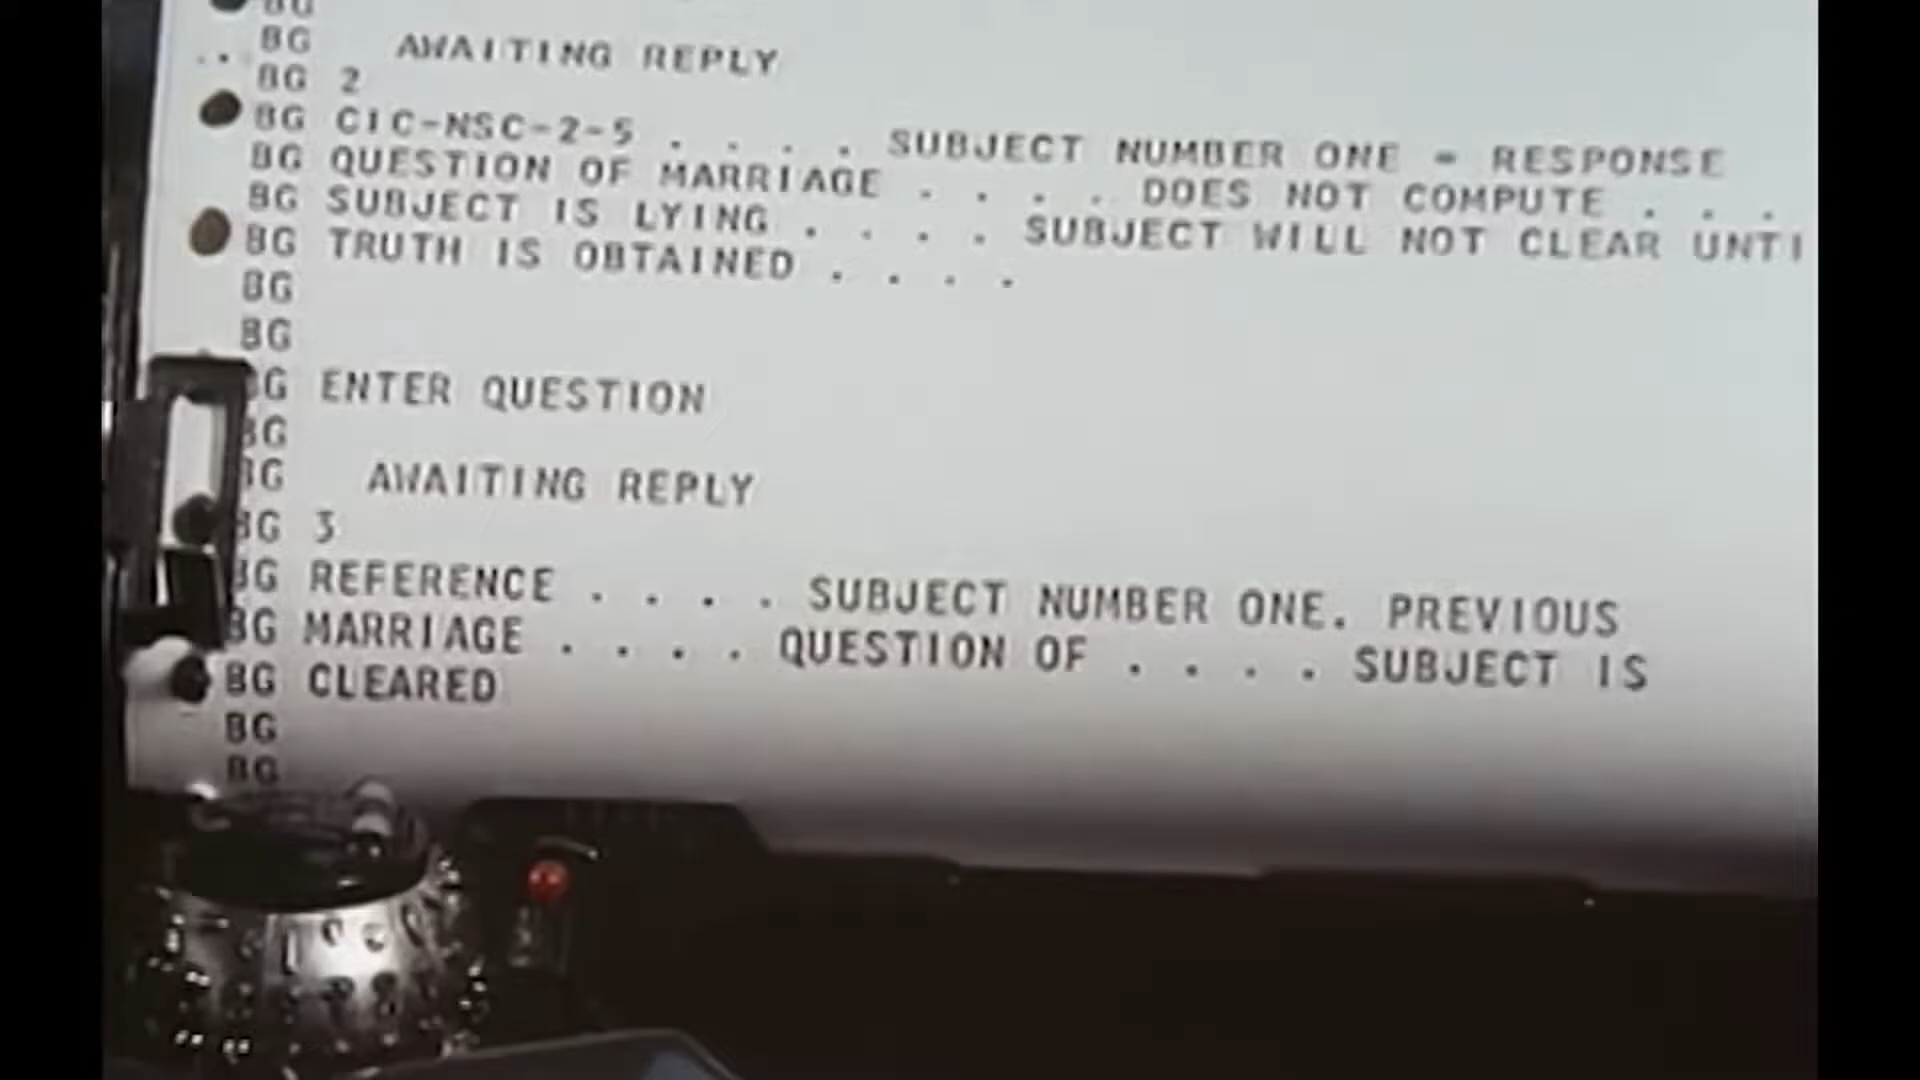 BG
BG AWAITING REPLY
BG 2
BG CIC-NSC-2-5 . . . . SUBJECT NUMBER ONE - RESPONSE
BG QUESTION OF MARRIAGE . . . . DOES NOT COMPUTE . . .
BG SUBJECT IS LYING . . . . SUBJECT WILL NOT CLEAR UNTI
BG TRUTH IS OBTAINED . . . .
BG
BG
BG ENTER QUESTION
BG
BG AWAITING REPLY
BG 3
BG REFERENCE . . . . SUBJECT NUMBER ONE. PREVIOUS
BG MARRIAGE . . . . QUESTION OF . . . . SUBJECT IS
BG CLEARED
BG
BG